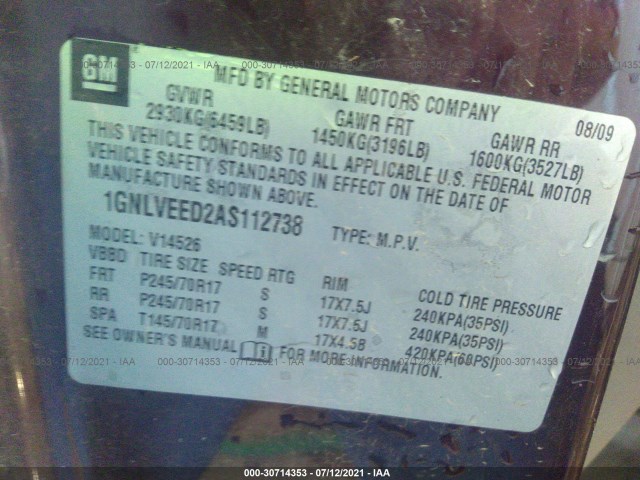 GM
MFD BY GENERAL MOTORS COMPANY
08/09
GVWR GAWR FRT GAWR RR
2930KG(6459LB) 1450KG(3196LB) 1600KG(3527LB)
THIS VEHICLE CONFORMS TO ALL APPLICABLE U.S. FEDERAL MOTOR
VEHICLE SAFETY STANDARDS IN EFFECT ON THE DATE OF
MANUFACTURE SHOWN ABOVE.
1GNLVEED2AS112738 TYPE: M.P.V.
MODEL: V14526
VBBD TIRE SIZE SPEED RTG RIM COLD TIRE PRESSURE
FRT P245/70R17 S 17X7.5J 240KPA(35PSI)
RR P245/70R17 S 17X7.5J 240KPA(35PSI)
SPA T145/70R17 M 17X4.5B 420KPA(60PSI)
SEE OWNER'S MANUAL FOR MORE INFORMATION.
000-30714353 - 07/12/2021 - IAA